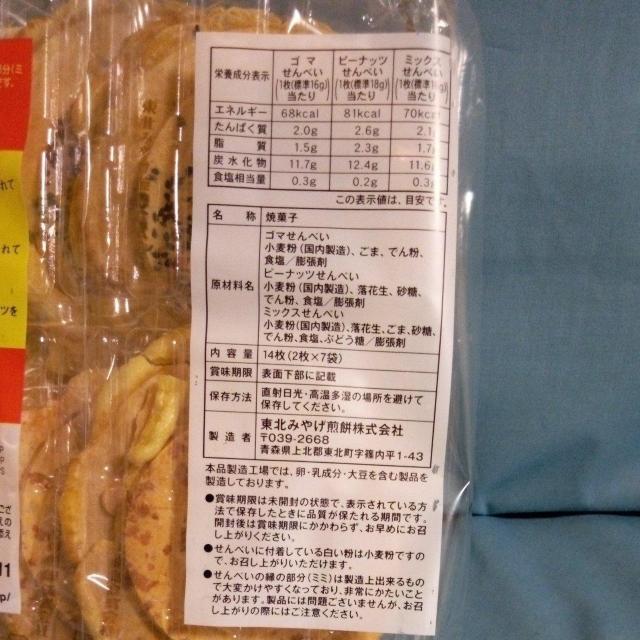 栄養成分表示
ゴマ
せんべい
(1枚(標準16g)
当たり
ピーナッツ
せんべい
(1枚(標準18g)
当たり
ミックス
せんべい
当たり
エネルギー 68kcal 81kcal 70kcal
たんぱく質 2.0g 2.6g 2.1
脂質 1.5g 2.3g 1.7
炭水化物 11.7g 12.4g 11.6
食塩相当量 0.3g 0.2g 0.3
この表示値は、目安で
名称 焼菓子
原材料名
ゴマせんべい
小麦粉(国内製造)、ごま、でん粉、
食塩/膨張剤
ピーナッツせんべい
小麦粉(国内製造)、落花生、砂糖、
でん粉、食塩/膨張剤
ミックスせんべい
小麦粉(国内製造)、落花生、ごま、砂糖、
でん粉、食塩、ぶどう糖/膨張剤
内容量 14枚(2枚×7袋)
賞味期限 表面下部に記載
保存方法 直射日光・高温多湿の場所を避けて
保存してください。
製造者
東北みやげ煎餅株式会社
〒039-2668
青森県上北郡東北町字篠内平1-43
本品製造工場では、卵・乳成分・大豆を含む製品を
製造しております。
●賞味期限は未開封の状態で、表示されている方
法で保存したときに品質が保たれる期間です。
開封後は賞味期限にかかわらず、お早めにお召
し上がりください。
●せんべいに付着している白い粉は小麦粉ですの
で、お召し上がりいただけます。
●せんべいの縁の部分(ミミ)は製造上出来るもの
で大変かけやすくなっており、非常にかたいこと
があります。製品には問題ございませんが、お召
し上がりの際にはご注意ください。